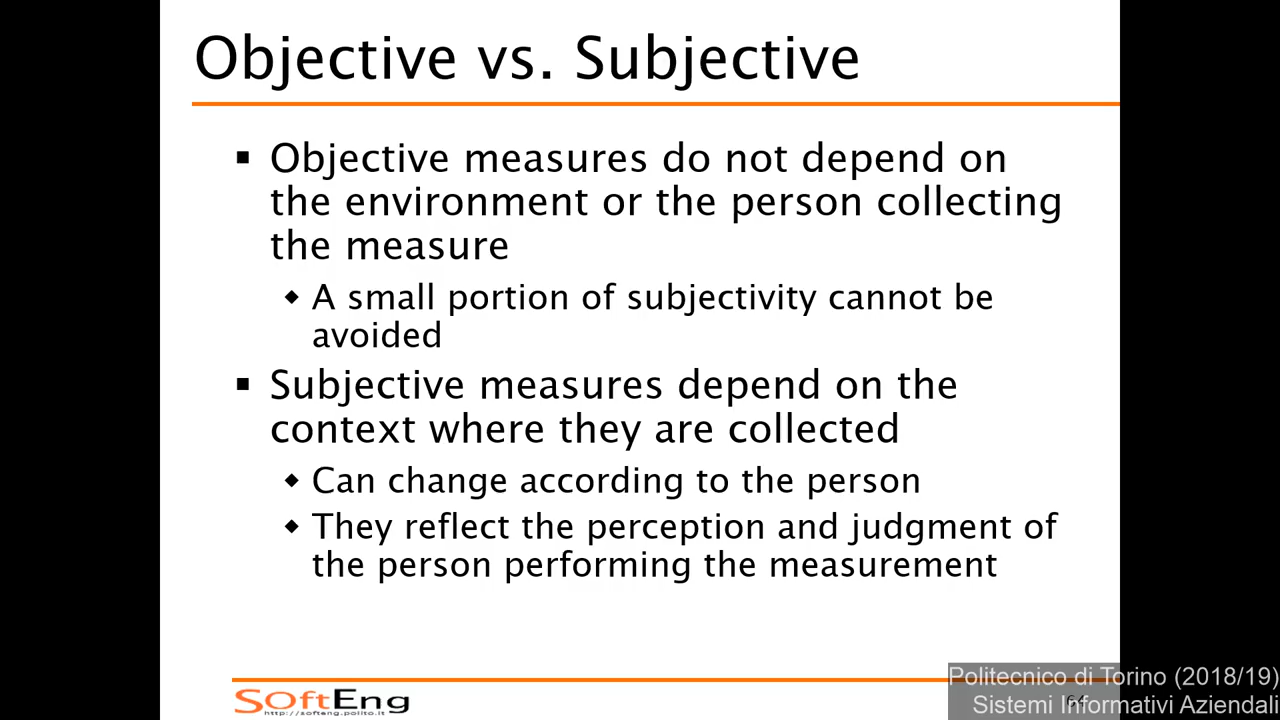 Objective vs. Subjective
▪ Objective measures do not depend on
the environment or the person collecting
the measure
◆ A small portion of subjectivity cannot be
avoided
▪ Subjective measures depend on the
context where they are collected
◆ Can change according to the person
◆ They reflect the perception and judgment of
the person performing the measurement
SoftEng
http://softeng.polito.it
Politecnico di Torino (2018/19)
Sistemi Informativi Aziendali